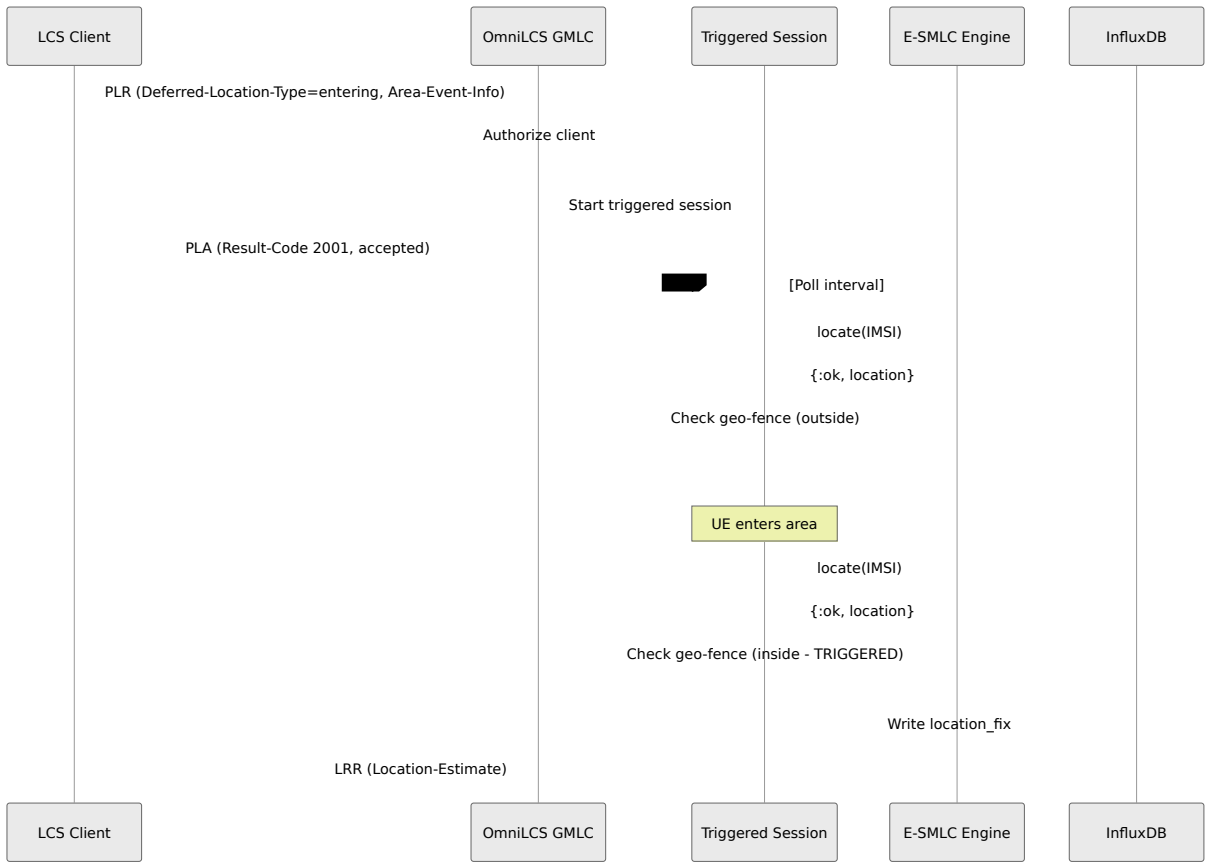 LCS Client
OmniLCS GMLC
Triggered Session
E-SMLC Engine
InfluxDB
PLR (Deferred-Location-Type=entering, Area-Event-Info)
Authorize client
Start triggered session
PLA (Result-Code 2001, accepted)
[Poll interval]
locate(IMSI)
{:ok, location}
Check geo-fence (outside)
UE enters area
locate(IMSI)
{:ok, location}
Check geo-fence (inside - TRIGGERED)
Write location_fix
LRR (Location-Estimate)
LCS Client
OmniLCS GMLC
Triggered Session
E-SMLC Engine
InfluxDB